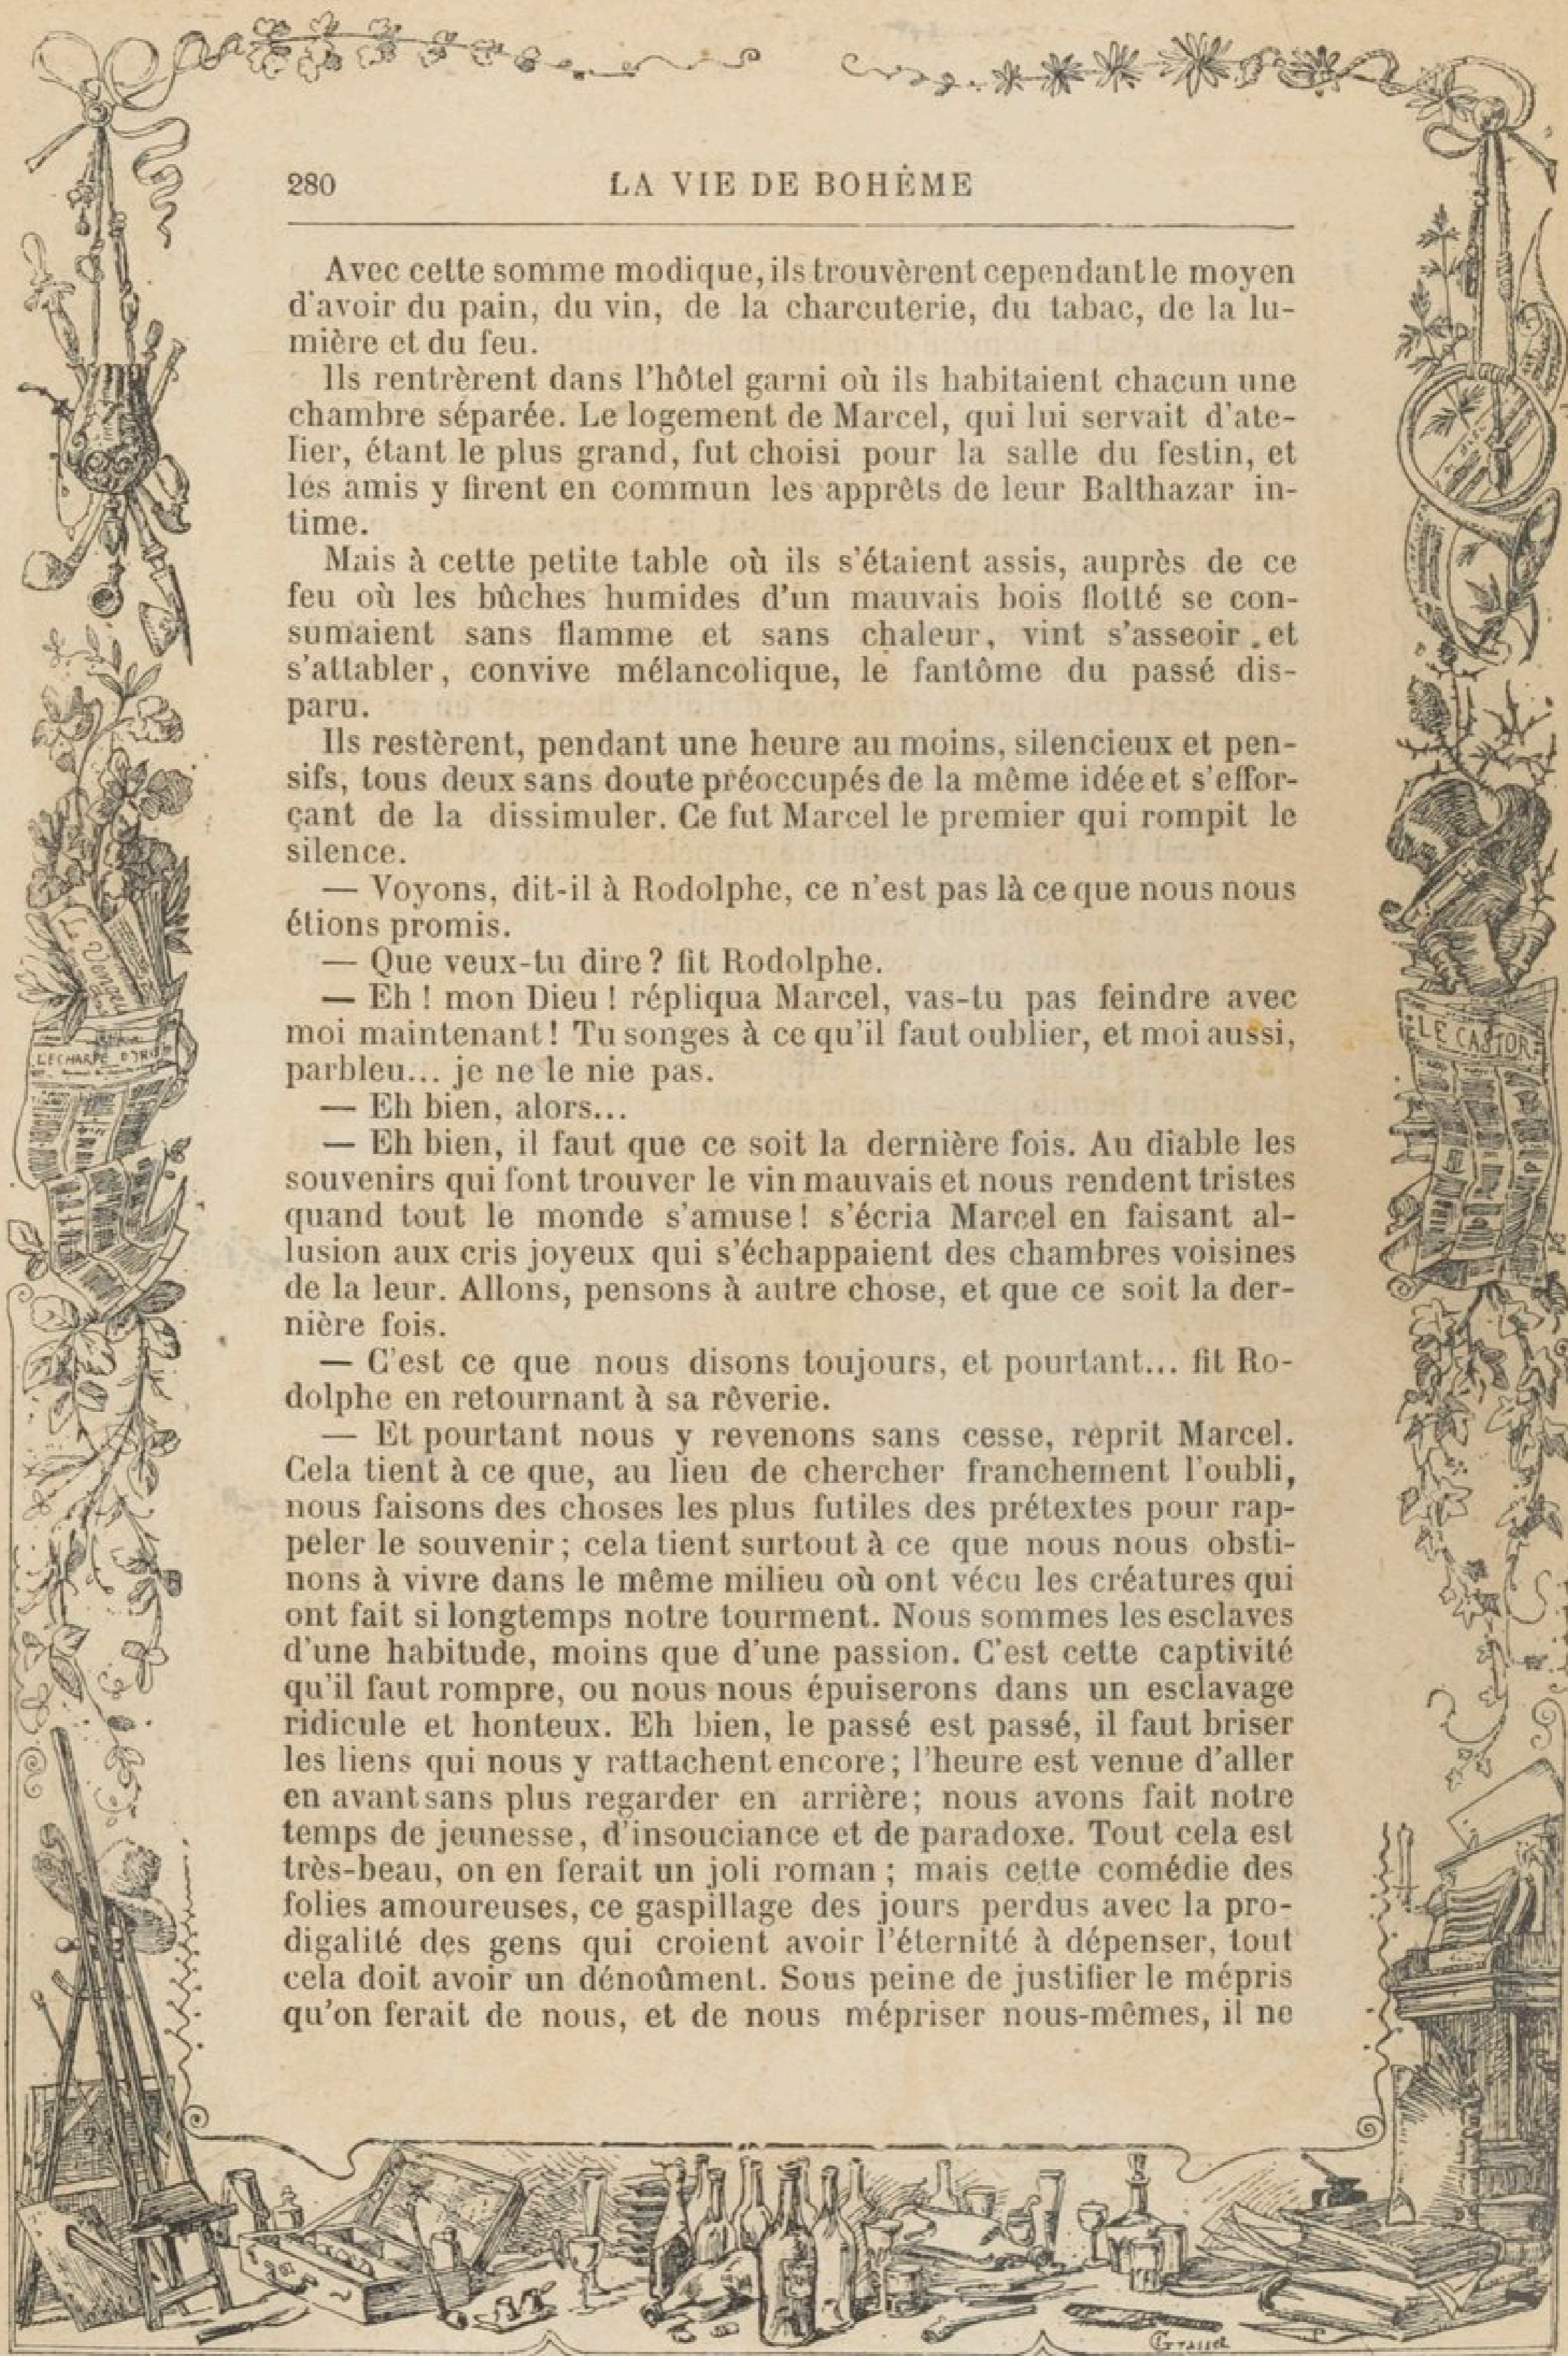 280 LA VIE DE BOHÈME
Avec cette somme modique, ils trouvèrent cependant le moyen
d'avoir du pain, du vin, de la charcuterie, du tabac, de la lu-
mière et du feu.
Ils rentrèrent dans l'hôtel garni où ils habitaient chacun une
chambre séparée. Le logement de Marcel, qui lui servait d'ate-
lier, étant le plus grand, fut choisi pour la salle du festin, et
les amis y firent en commun les apprêts de leur Balthazar in-
time.
Mais à cette petite table où ils s'étaient assis, auprès de ce
feu où les bûches humides d'un mauvais bois flotté se con-
sumaient sans flamme et sans chaleur, vint s'asseoir et
s'attabler, convive mélancolique, le fantôme du passé dis-
paru.
Ils restèrent, pendant une heure au moins, silencieux et pen-
sifs, tous deux sans doute préoccupés de la même idée et s'effor-
çant de la dissimuler. Ce fut Marcel le premier qui rompit le
silence.
— Voyons, dit-il à Rodolphe, ce n'est pas là ce que nous nous
étions promis.
— Que veux-tu dire ? fit Rodolphe.
— Eh ! mon Dieu ! répliqua Marcel, vas-tu pas feindre avec
moi maintenant ! Tu songes à ce qu'il faut oublier, et moi aussi,
parbleu... je ne le nie pas.
— Eh bien, alors...
— Eh bien, il faut que ce soit la dernière fois. Au diable les
souvenirs qui font trouver le vin mauvais et nous rendent tristes
quand tout le monde s'amuse ! s'écria Marcel en faisant al-
lusion aux cris joyeux qui s'échappaient des chambres voisines
de la leur. Allons, pensons à autre chose, et que ce soit la der-
nière fois.
— C'est ce que nous disons toujours, et pourtant... fit Ro-
dolphe en retournant à sa rêverie.
— Et pourtant nous y revenons sans cesse, reprit Marcel.
Cela tient à ce que, au lieu de chercher franchement l'oubli,
nous faisons des choses les plus futiles des prétextes pour rap-
peler le souvenir ; cela tient surtout à ce que nous nous obsti-
nons à vivre dans le même milieu où ont vécu les créatures qui
ont fait si longtemps notre tourment. Nous sommes les esclaves
d'une habitude, moins que d'une passion. C'est cette captivité
qu'il faut rompre, ou nous nous épuiserons dans un esclavage
ridicule et honteux. Eh bien, le passé est passé, il faut briser
les liens qui nous y rattachent encore ; l'heure est venue d'aller
en avant sans plus regarder en arrière ; nous avons fait notre
temps de jeunesse, d'insouciance et de paradoxe. Tout cela est
très-beau, on en ferait un joli roman ; mais cette comédie des
folies amoureuses, ce gaspillage des jours perdus avec la pro-
digalité des gens qui croient avoir l'éternité à dépenser, tout
cela doit avoir un dénoûment. Sous peine de justifier le mépris
qu'on ferait de nous, et de nous mépriser nous-mêmes, il ne
Le Vengeur
L'ECHARPE D'IRIS
LE CASTOR
Grasset